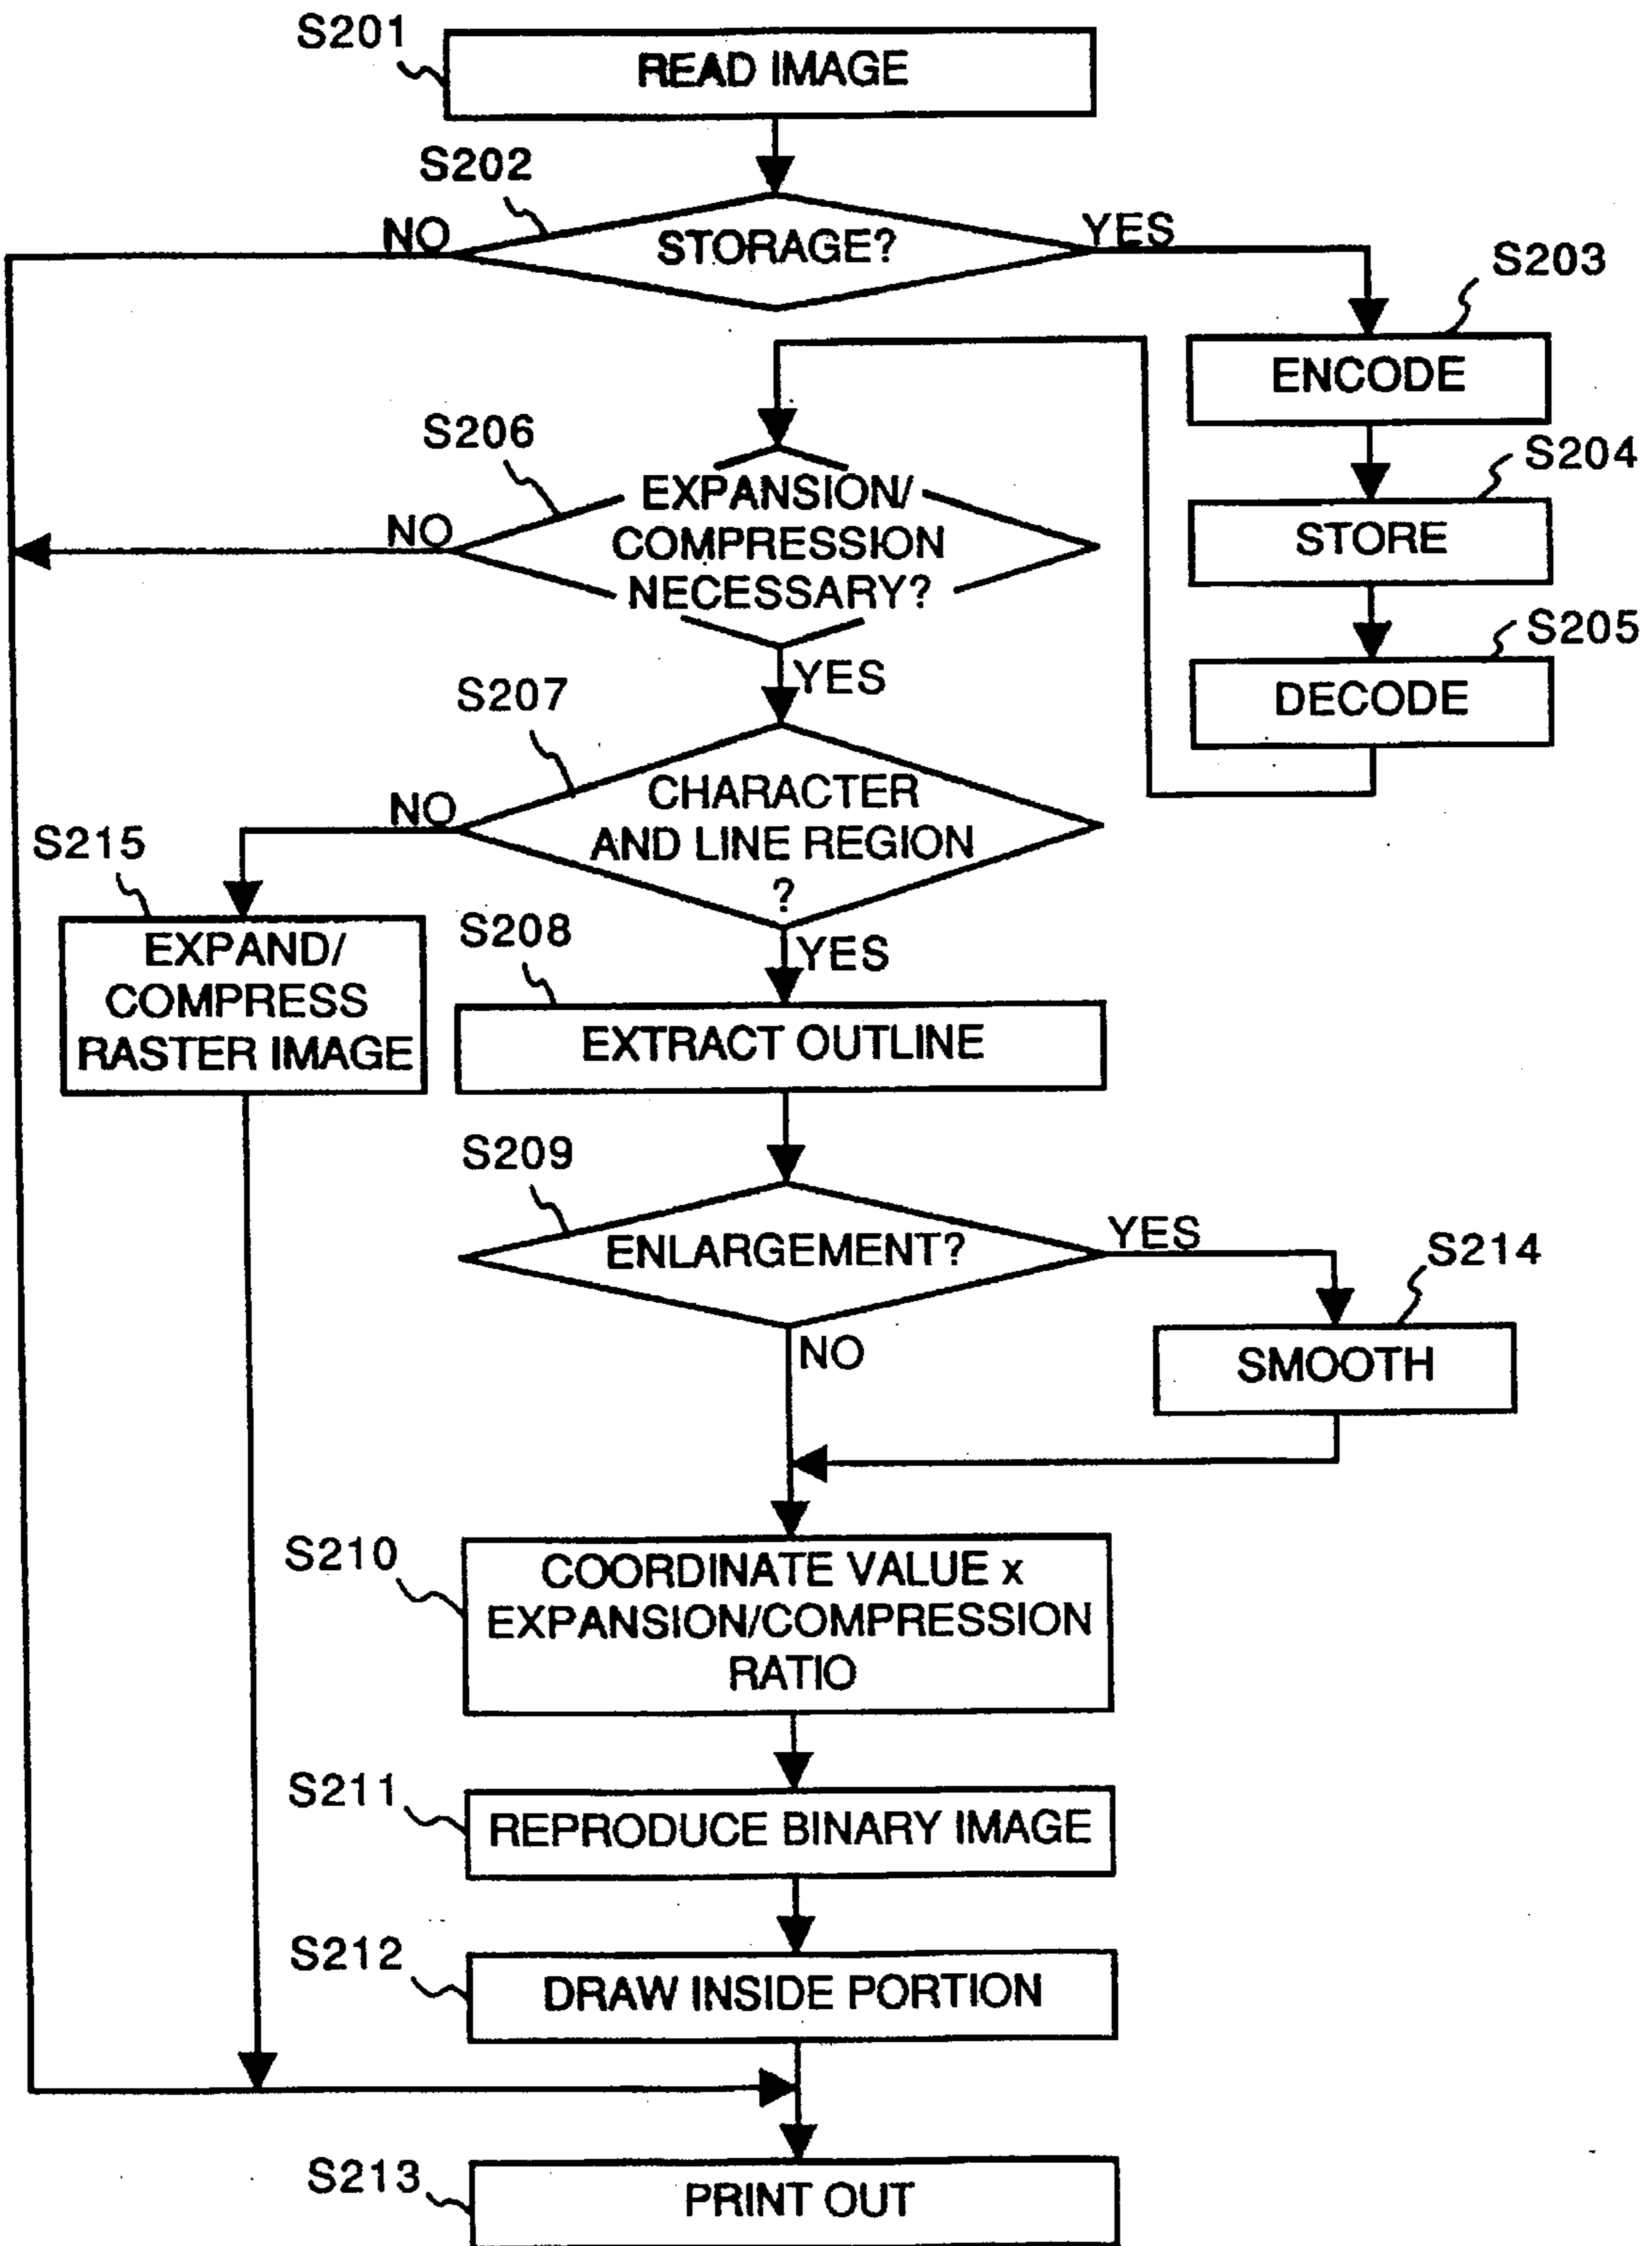 S201
READ IMAGE
S202
NO
STORAGE?
YES
S203
ENCODE
S206
EXPANSION/
COMPRESSION
NECESSARY?
NO
S204
STORE
YES
S205
DECODE
S207
CHARACTER
AND LINE REGION
?
NO
S215
EXPAND/
COMPRESS
RASTER IMAGE
YES
S208
EXTRACT OUTLINE
S209
ENLARGEMENT?
YES
S214
SMOOTH
NO
S210
COORDINATE VALUE x
EXPANSION/COMPRESSION
RATIO
S211
REPRODUCE BINARY IMAGE
S212
DRAW INSIDE PORTION
S213
PRINT OUT